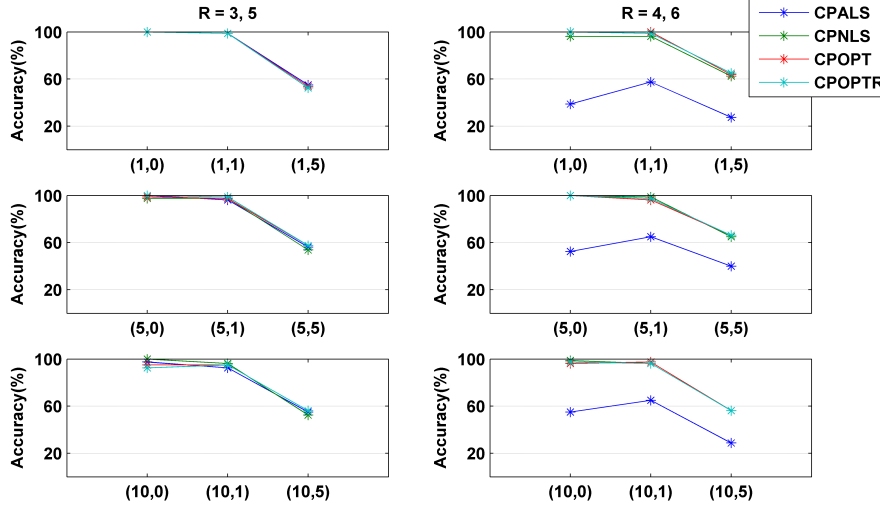 R = 3, 5
Accuracy(%)
100
60
20
(1,0) (1,1) (1,5)
Accuracy(%)
100
60
20
(5,0) (5,1) (5,5)
Accuracy(%)
100
60
20
(10,0) (10,1) (10,5)
R = 4, 6
Accuracy(%)
100
60
20
(1,0) (1,1) (1,5)
Accuracy(%)
100
60
20
(5,0) (5,1) (5,5)
Accuracy(%)
100
60
20
(10,0) (10,1) (10,5)
CPALS
CPNLS
CPOPT
CPOPTR